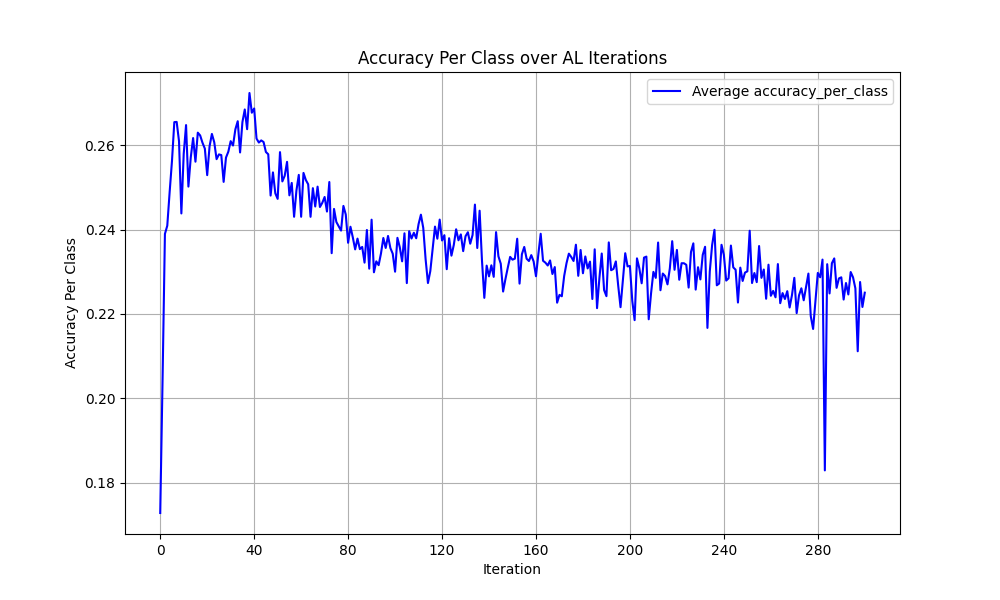 Accuracy Per Class over AL Iterations
Average accuracy_per_class
Accuracy Per Class
0.26
0.24
0.22
0.20
0.18
0 40 80 120 160 200 240 280
Iteration